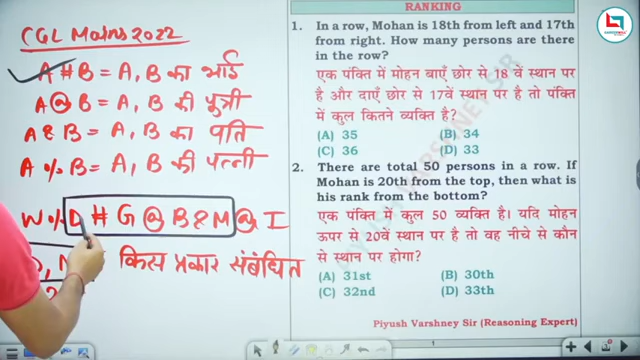 CGL Mains 2022
A # B = A, B का भाई
A @ B = A, B की पुत्री
A & B = A, B का पति
A % B = A, B की पत्नी
W % D # G @ B & M @ I
किस प्रकार संबंधित
RANKING
1. In a row, Mohan is 18th from left and 17th
from right. How many persons are there
in the row?
एक पंक्ति में मोहन बाएँ छोर से 18 वें स्थान पर
है और दाएँ छोर से 17वें स्थान पर है तो पंक्ति
में कुल कितने व्यक्ति है?
(A) 35 (B) 34
(C) 36 (D) 33
2. There are total 50 persons in a row. If
Mohan is 20th from the top, then what is
his rank from the bottom?
एक पंक्ति में कुल 50 व्यक्ति है। यदि मोहन
ऊपर से 20वें स्थान पर है तो वह नीचे से कौन
से स्थान पर होगा?
(A) 31st (B) 30th
(C) 32nd (D) 33th
Piyush Varshney Sir (Reasoning Expert)